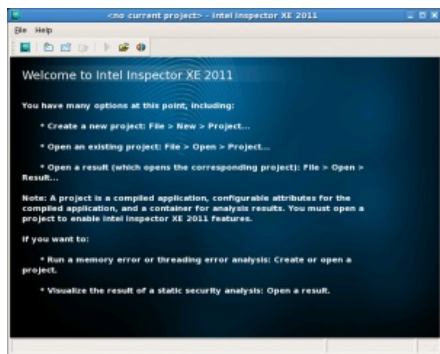 <no current project> - Intel Inspector XE 2011
File Help
Welcome to Intel Inspector XE 2011
You have many options at this point, including:
* Create a new project: File > New > Project...
* Open an existing project: File > Open > Project...
* Open a result (which opens the corresponding project): File > Open >
Result...
Note: A project is a compiled application, configurable attributes for the
compiled application, and a container for analysis results. You must open a
project to enable Intel Inspector XE 2011 features.
If you want to:
* Run a memory error or threading error analysis: Create or open a
project.
* Visualize the result of a static security analysis: Open a result.